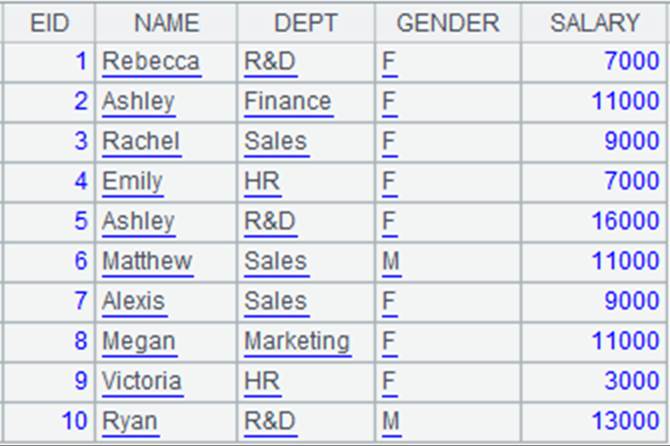 EID NAME DEPT GENDER SALARY
1 Rebecca R&D F 7000
2 Ashley Finance F 11000
3 Rachel Sales F 9000
4 Emily HR F 7000
5 Ashley R&D F 16000
6 Matthew Sales M 11000
7 Alexis Sales F 9000
8 Megan Marketing F 11000
9 Victoria HR F 3000
10 Ryan R&D M 13000